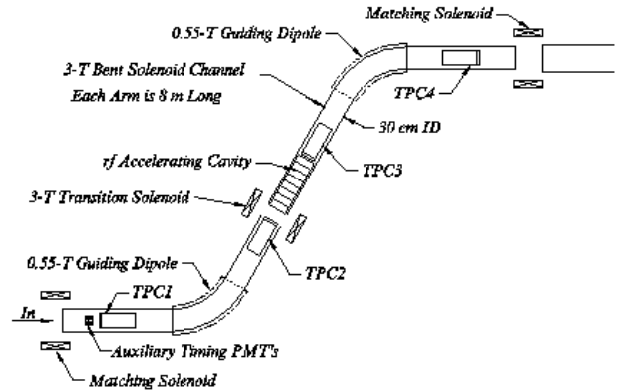 Matching Solenoid
0.55-T Guiding Dipole
3-T Bent Solenoid Channel
Each Arm is 8 m Long
TPC4
30 cm ID
rf Accelerating Cavity
TPC3
3-T Transition Solenoid
0.55-T Guiding Dipole
TPC2
TPC1
In
Auxiliary Timing PMT's
Matching Solenoid